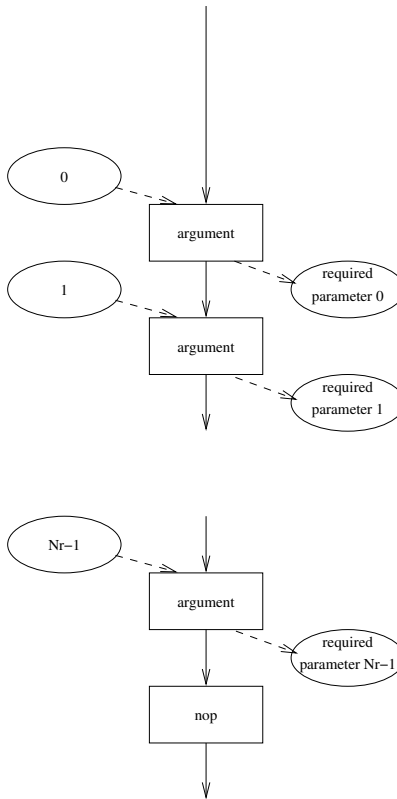 0
argument
required
parameter 0
1
argument
required
parameter 1
Nr−1
argument
required
parameter Nr−1
nop